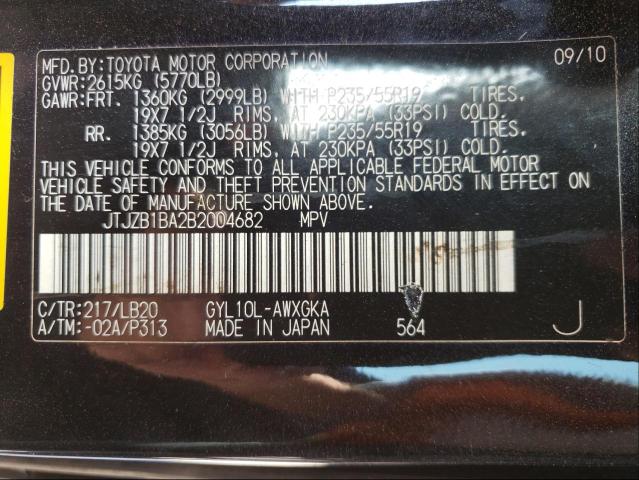 MFD.BY:TOYOTA MOTOR CORPORATION 09/10
GVWR:2615KG (5770LB)
GAWR:FRT. 1360KG (2999LB) WITH P235/55R19 TIRES,
19X7 1/2J RIMS, AT 230KPA (33PSI) COLD.
RR. 1385KG (3056LB) WITH P235/55R19 TIRES,
19X7 1/2J RIMS, AT 230KPA (33PSI) COLD.
THIS VEHICLE CONFORMS TO ALL APPLICABLE FEDERAL MOTOR
VEHICLE SAFETY AND THEFT PREVENTION STANDARDS IN EFFECT ON
THE DATE OF MANUFACTURE SHOWN ABOVE.
JTJZB1BA2B2004682 MPV
C/TR:217/LB20 GYL10L-AWXGKA
A/TM:-02A/P313 MADE IN JAPAN 564 J